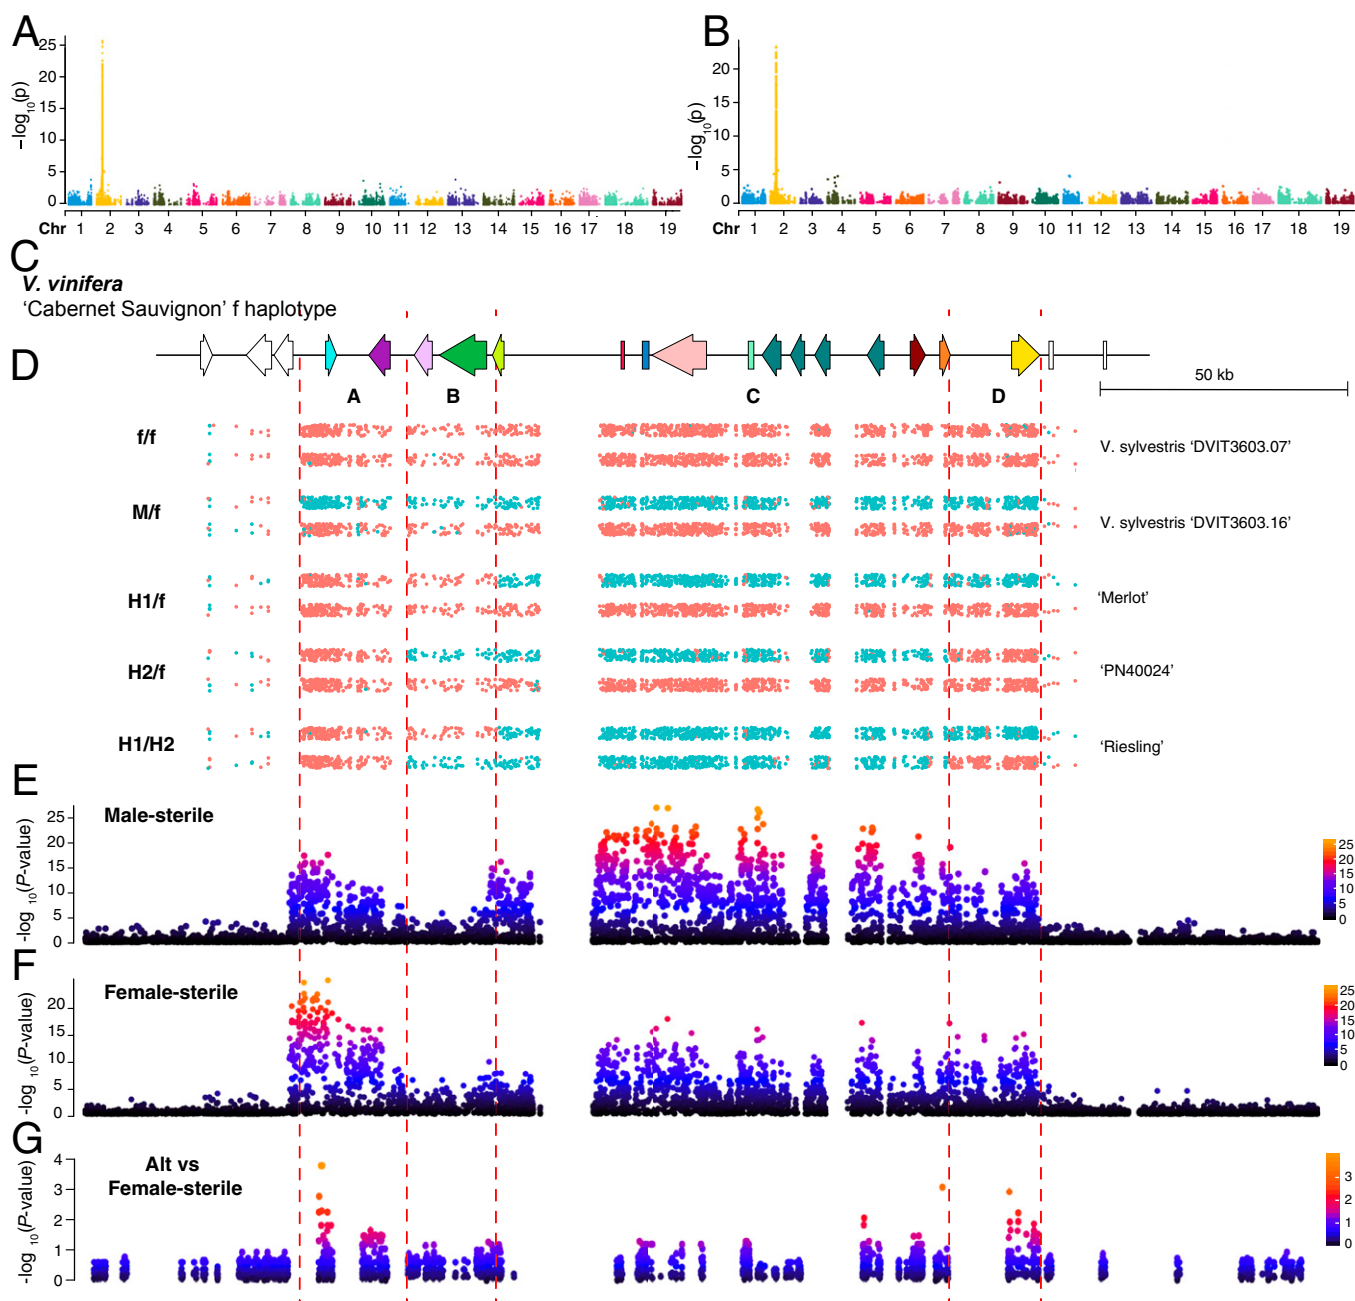 A
B
25
20
15
10
5
0
−log10(p)
20
15
10
5
0
−log10(p)
Chr 1 2 3 4 5 6 7 8 9 10 11 12 13 14 15 16 17 18 19
Chr 1 2 3 4 5 6 7 8 9 10 11 12 13 14 15 16 17 18 19
C
V. vinifera
‘Cabernet Sauvignon’ f haplotype
D
50 kb
A B C D
f/f
V. sylvestris ‘DVIT3603.07’
M/f
V. sylvestris ‘DVIT3603.16’
H1/f
‘Merlot’
H2/f
‘PN40024’
H1/H2
‘Riesling’
E
Male-sterile
25
20
15
10
5
0
-log 10(P-value)
25
20
15
10
5
0
F
Female-sterile
20
15
10
5
0
-log 10(P-value)
25
20
15
10
5
0
G
Alt vs
Female-sterile
4
3
2
1
0
-log 10(P-value)
3
2
1
0